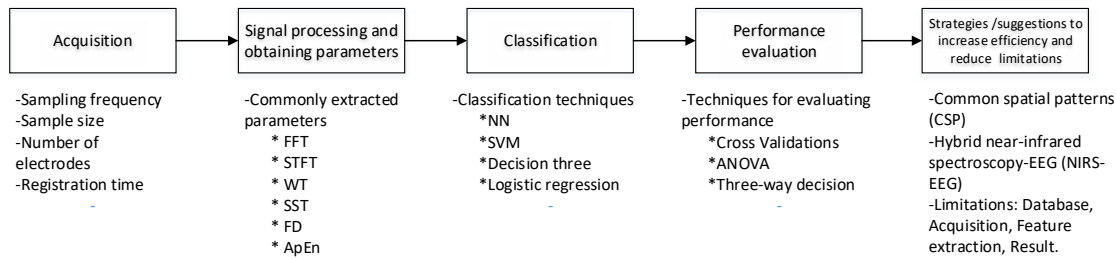 Acquisition
Signal processing and
obtaining parameters
Classification
Performance
evaluation
Strategies /suggestions to
increase efficiency and
reduce limitations
-Sampling frequency
-Sample size
-Number of
electrodes
-Registration time
-
-Commonly extracted
parameters
* FFT
* STFT
* WT
* SST
* FD
* ApEn
-Classification techniques
*NN
*SVM
*Decision three
*Logistic regression
-
-Techniques for evaluating
performance
*Cross Validations
*ANOVA
*Three-way decision
-
-Common spatial patterns
(CSP)
-Hybrid near-infrared
spectroscopy-EEG (NIRS-
EEG)
-Limitations: Database,
Acquisition, Feature
extraction, Result.